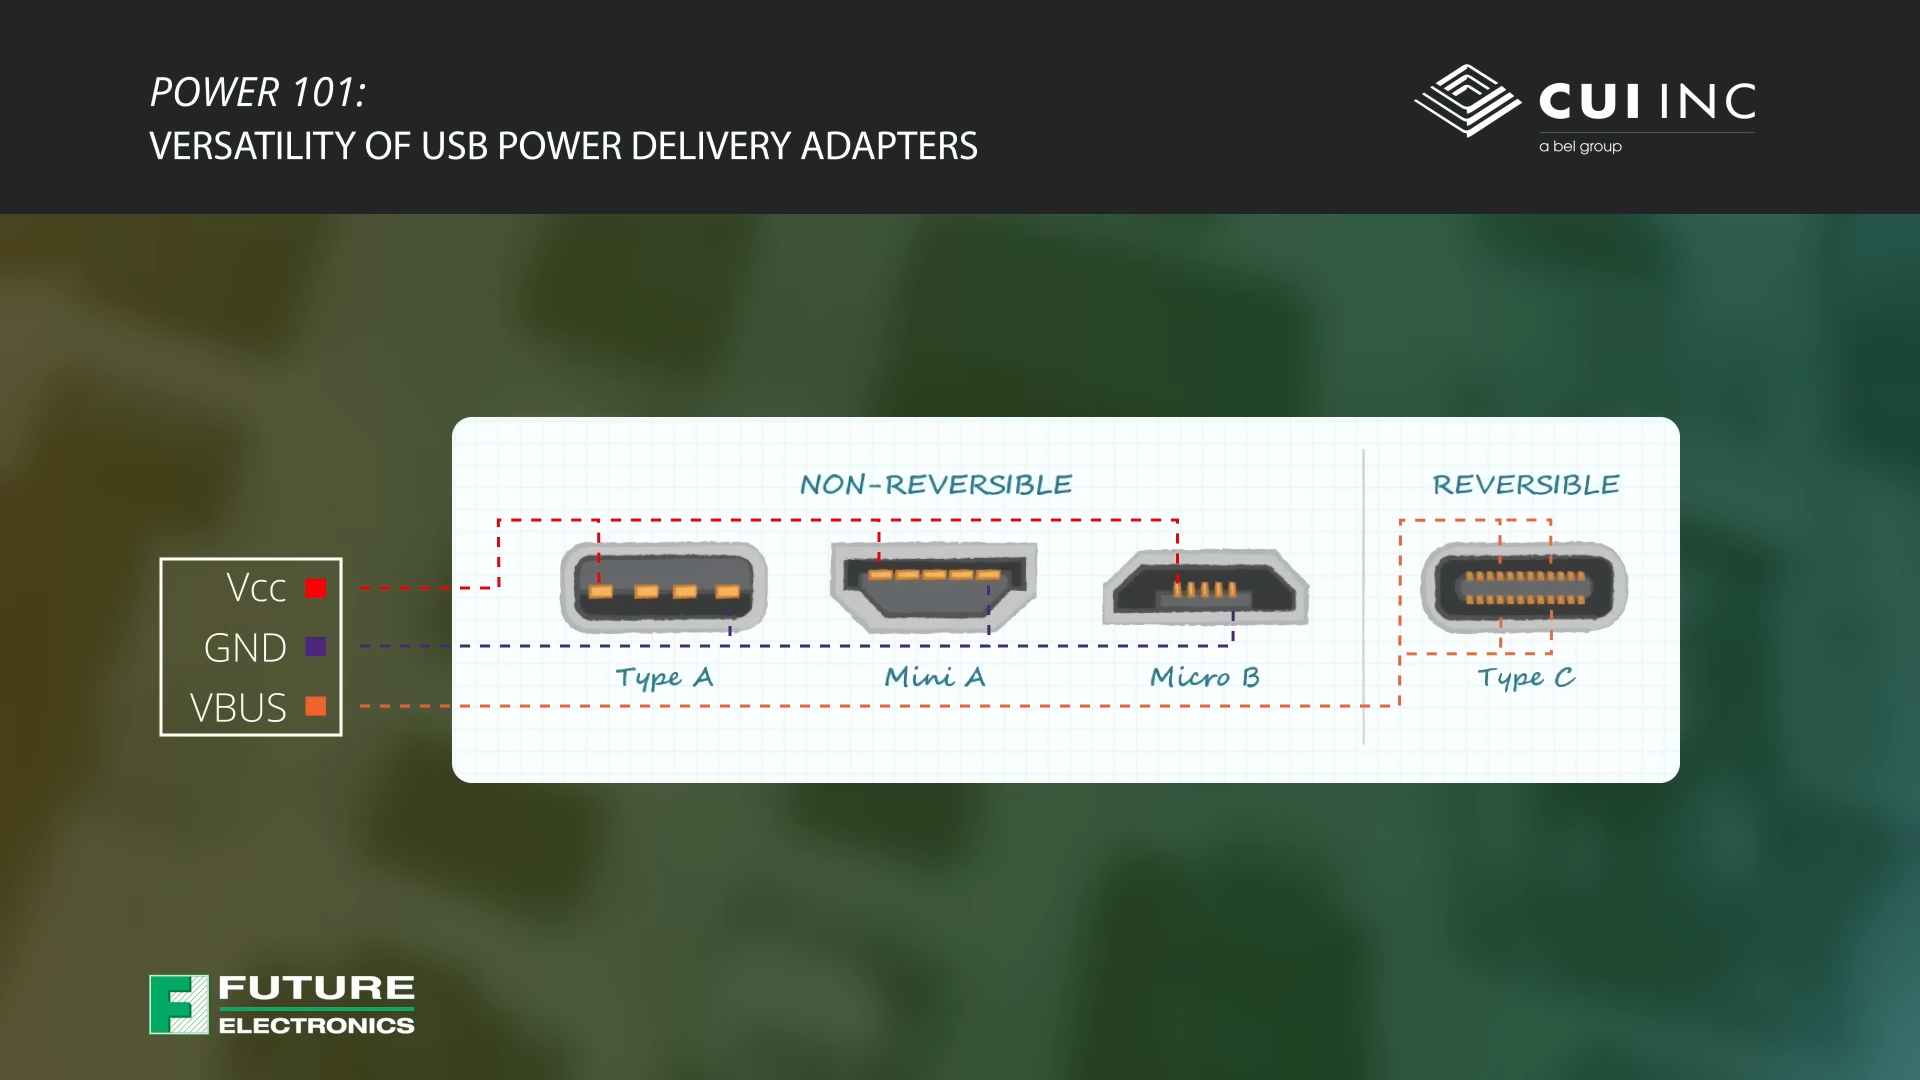 POWER 101:
VERSATILITY OF USB POWER DELIVERY ADAPTERS
CUI INC
a bel group
NON-REVERSIBLE
REVERSIBLE
Vcc
GND
VBUS
Type A
Mini A
Micro B
Type C
FUTURE
ELECTRONICS